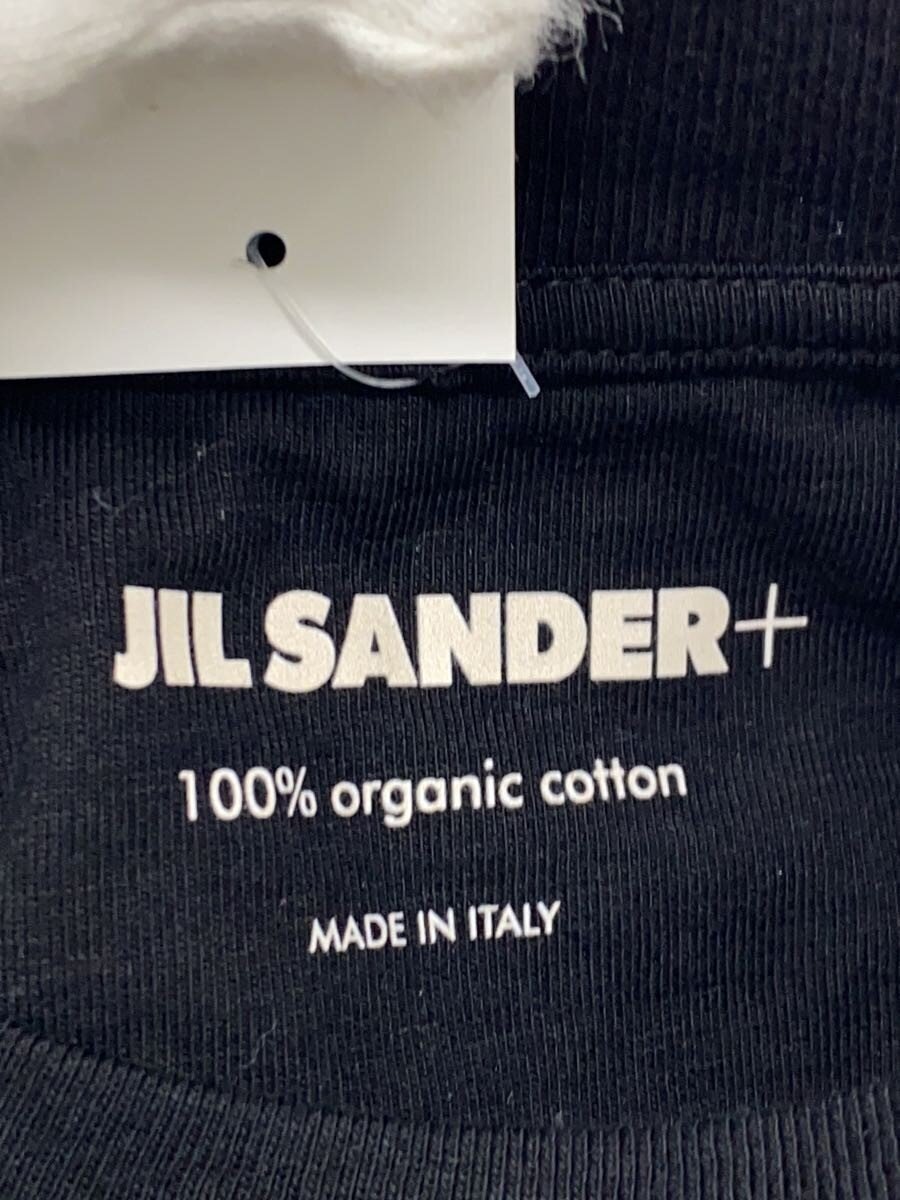 JIL SANDER+
100% organic cotton
MADE IN ITALY